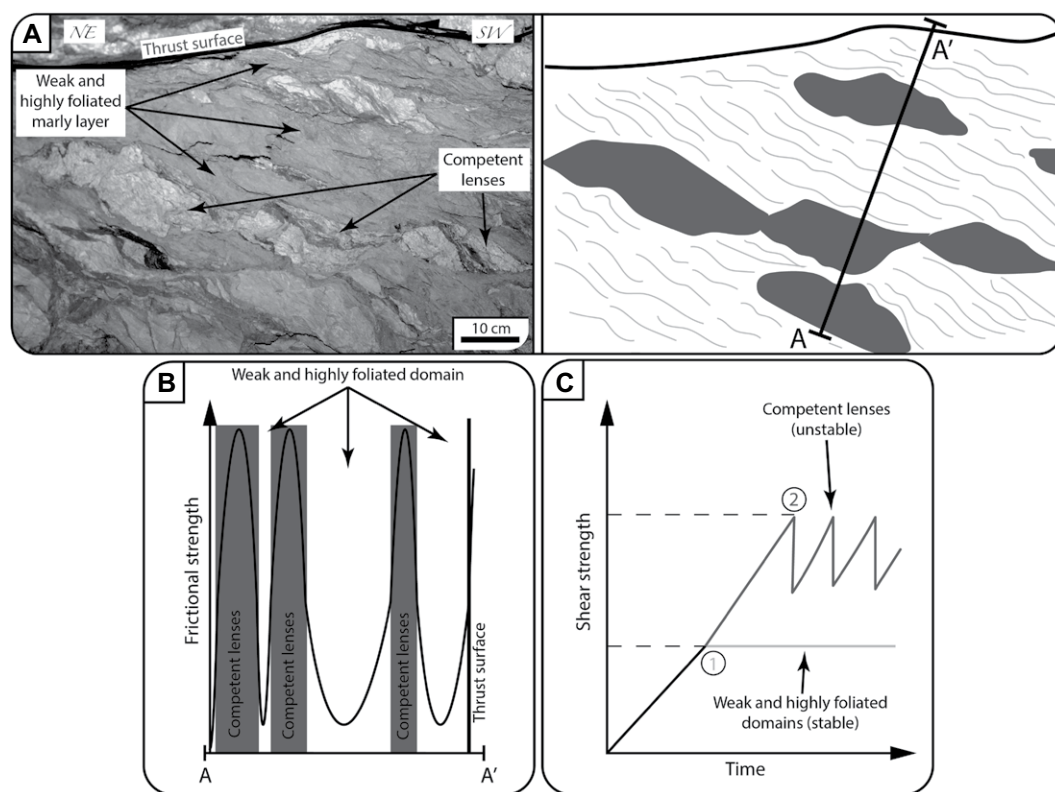 A
NE
Thrust surface
SW
Weak and
highly foliated
marly layer
Competent
lenses
10 cm
A'
A
B
Weak and highly foliated domain
Frictional strength
Competent lenses
Competent lenses
Competent lenses
Thrust surface
A
A'
C
Competent lenses
(unstable)
2
Shear strength
1
Weak and highly foliated
domains (stable)
Time